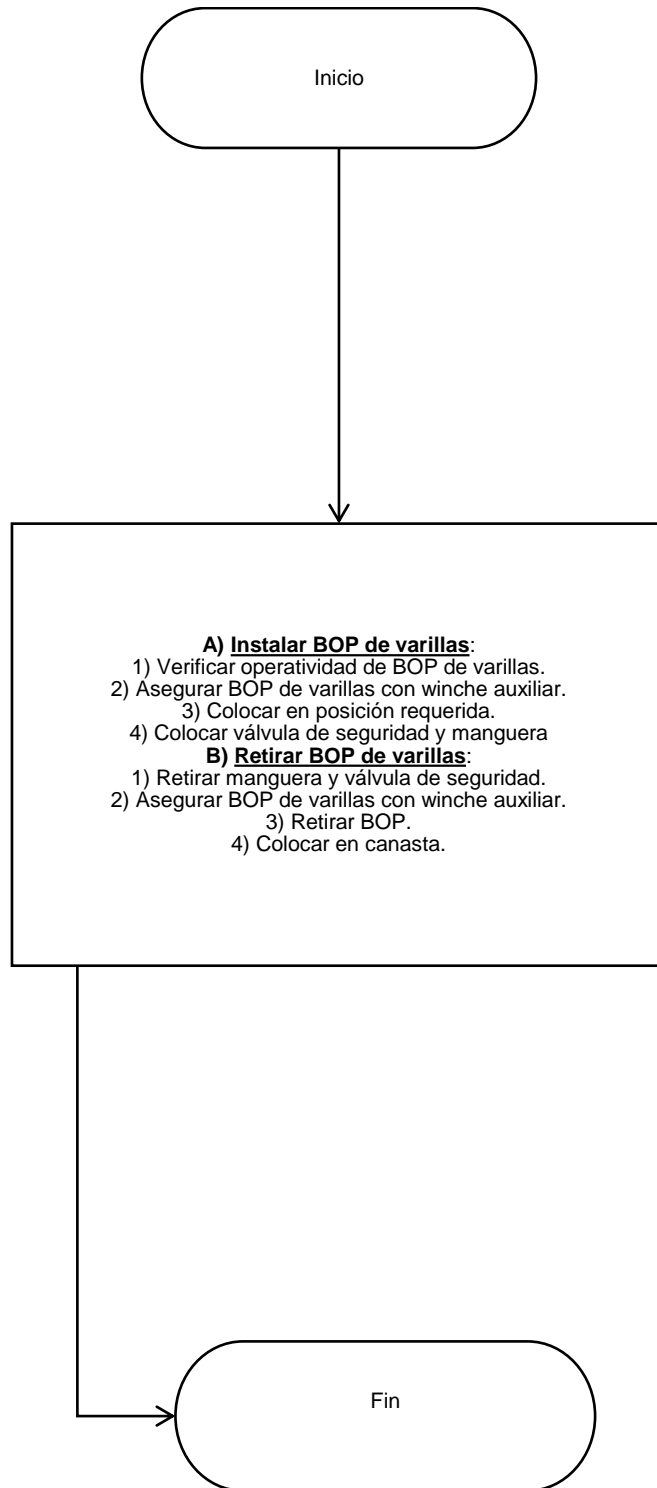 Inicio
A) Instalar BOP de varillas:
1) Verificar operatividad de BOP de varillas.
2) Asegurar BOP de varillas con winche auxiliar.
3) Colocar en posición requerida.
4) Colocar válvula de seguridad y manguera
B) Retirar BOP de varillas:
1) Retirar manguera y válvula de seguridad.
2) Asegurar BOP de varillas con winche auxiliar.
3) Retirar BOP.
4) Colocar en canasta.
Fin